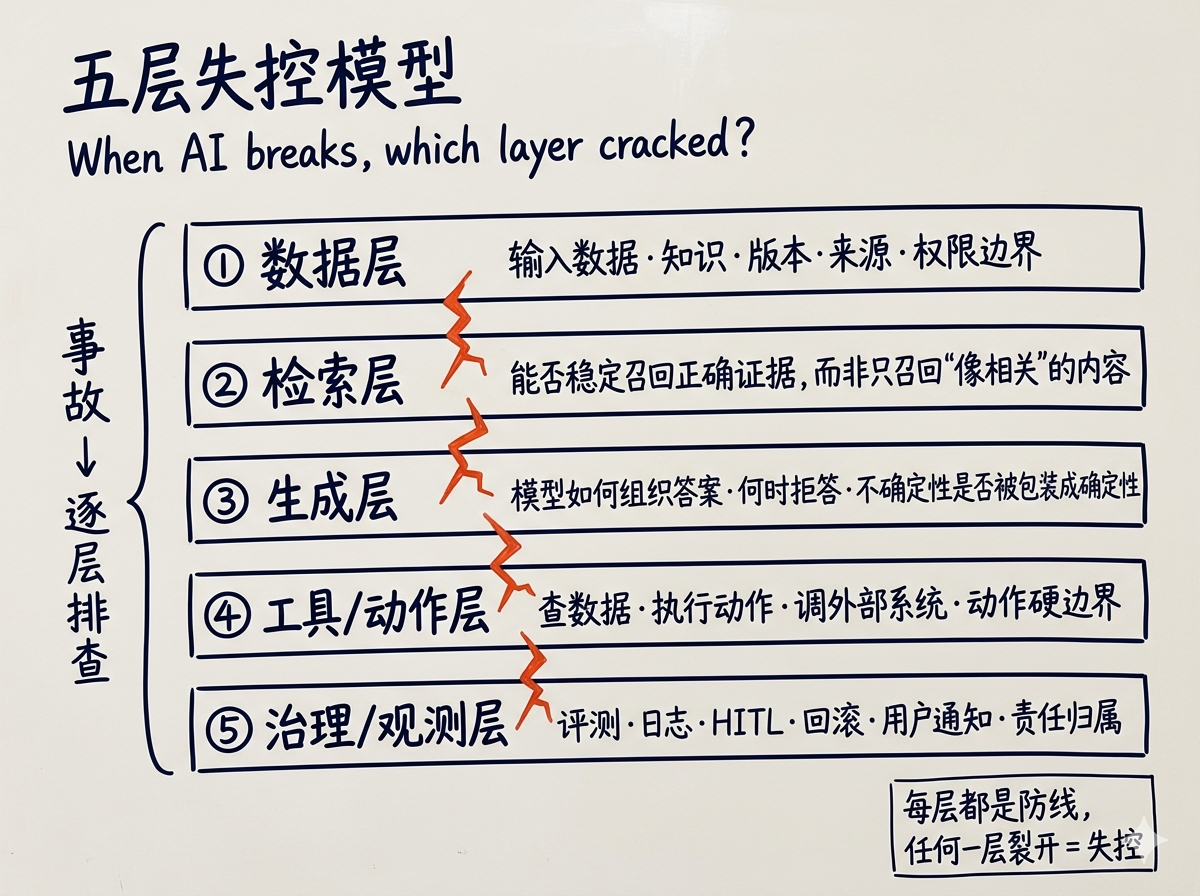 五层失控模型
When AI breaks, which layer cracked?
事故→逐层排查
① 数据层 输入数据·知识·版本·来源·权限边界
② 检索层 能否稳定召回正确证据,而非只召回“像相关”的内容
③ 生成层 模型如何组织答案·何时拒答·不确定性是否被包装成确定性
④ 工具/动作层 查数据·执行动作·调外部系统·动作硬边界
⑤ 治理/观测层 评测·日志·HITL·回滚·用户通知·责任归属
每层都是防线,
任何一层裂开=失控